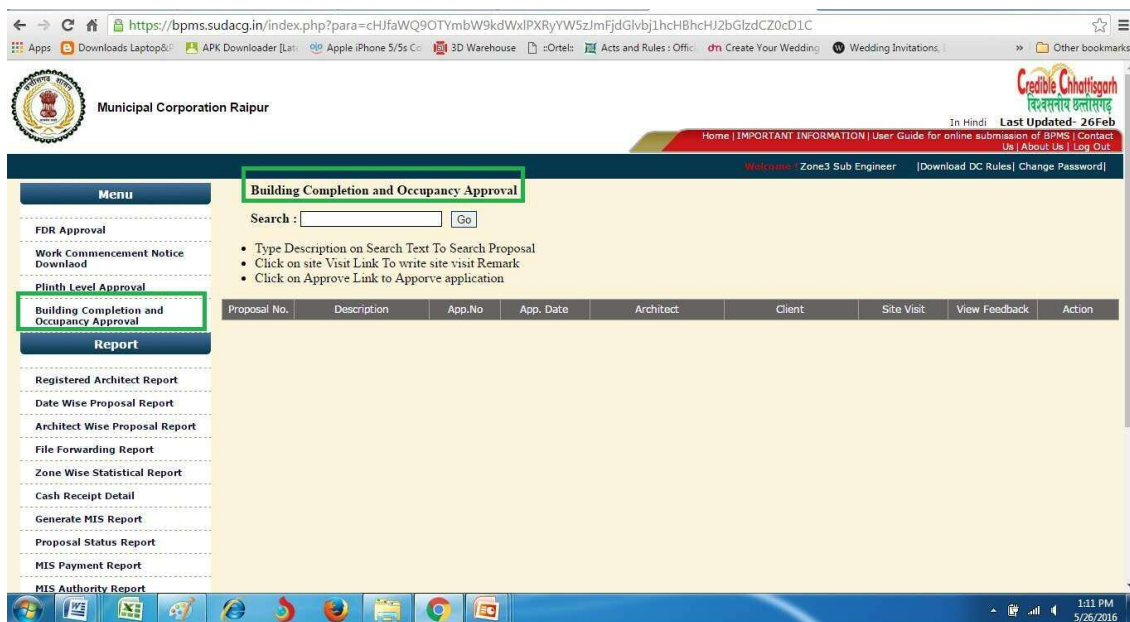 https://bpms.sudacg.in/index.php?para=cHJfaWQ9OTYmbW9kdWxlPXRyYW5zJmFjdGlvbj1hcHBhcHJ2bGlzdCZ0cD1C
Apps Downloads Laptop& APK Downloader [Lat Apple iPhone 5/5s Co 3D Warehouse ::Ortel:: Acts and Rules : Offic Create Your Wedding Wedding Invitations, » Other bookmarks
Credible Chhattisgarh
विश्वसनीय छत्तीसगढ़
Municipal Corporation Raipur
In Hindi Last Updated- 26Feb
Home | IMPORTANT INFORMATION | User Guide for online submission of BPMS | Contact
Us | About Us | Log Out
Welcome ! Zone3 Sub Engineer |Download DC Rules| Change Password|
Menu
FDR Approval
Work Commencement Notice
Downlaod
Plinth Level Approval
Building Completion and
Occupancy Approval
Report
Registered Architect Report
Date Wise Proposal Report
Architect Wise Proposal Report
File Forwarding Report
Zone Wise Statistical Report
Cash Receipt Detail
Generate MIS Report
Proposal Status Report
MIS Payment Report
MIS Authority Report
Building Completion and Occupancy Approval
Search : Go
• Type Description on Search Text To Search Proposal
• Click on site Visit Link To write site visit Remark
• Click on Approve Link to Apporve application
Proposal No. Description App.No App. Date Architect Client Site Visit View Feedback Action
1:11 PM
5/26/2016